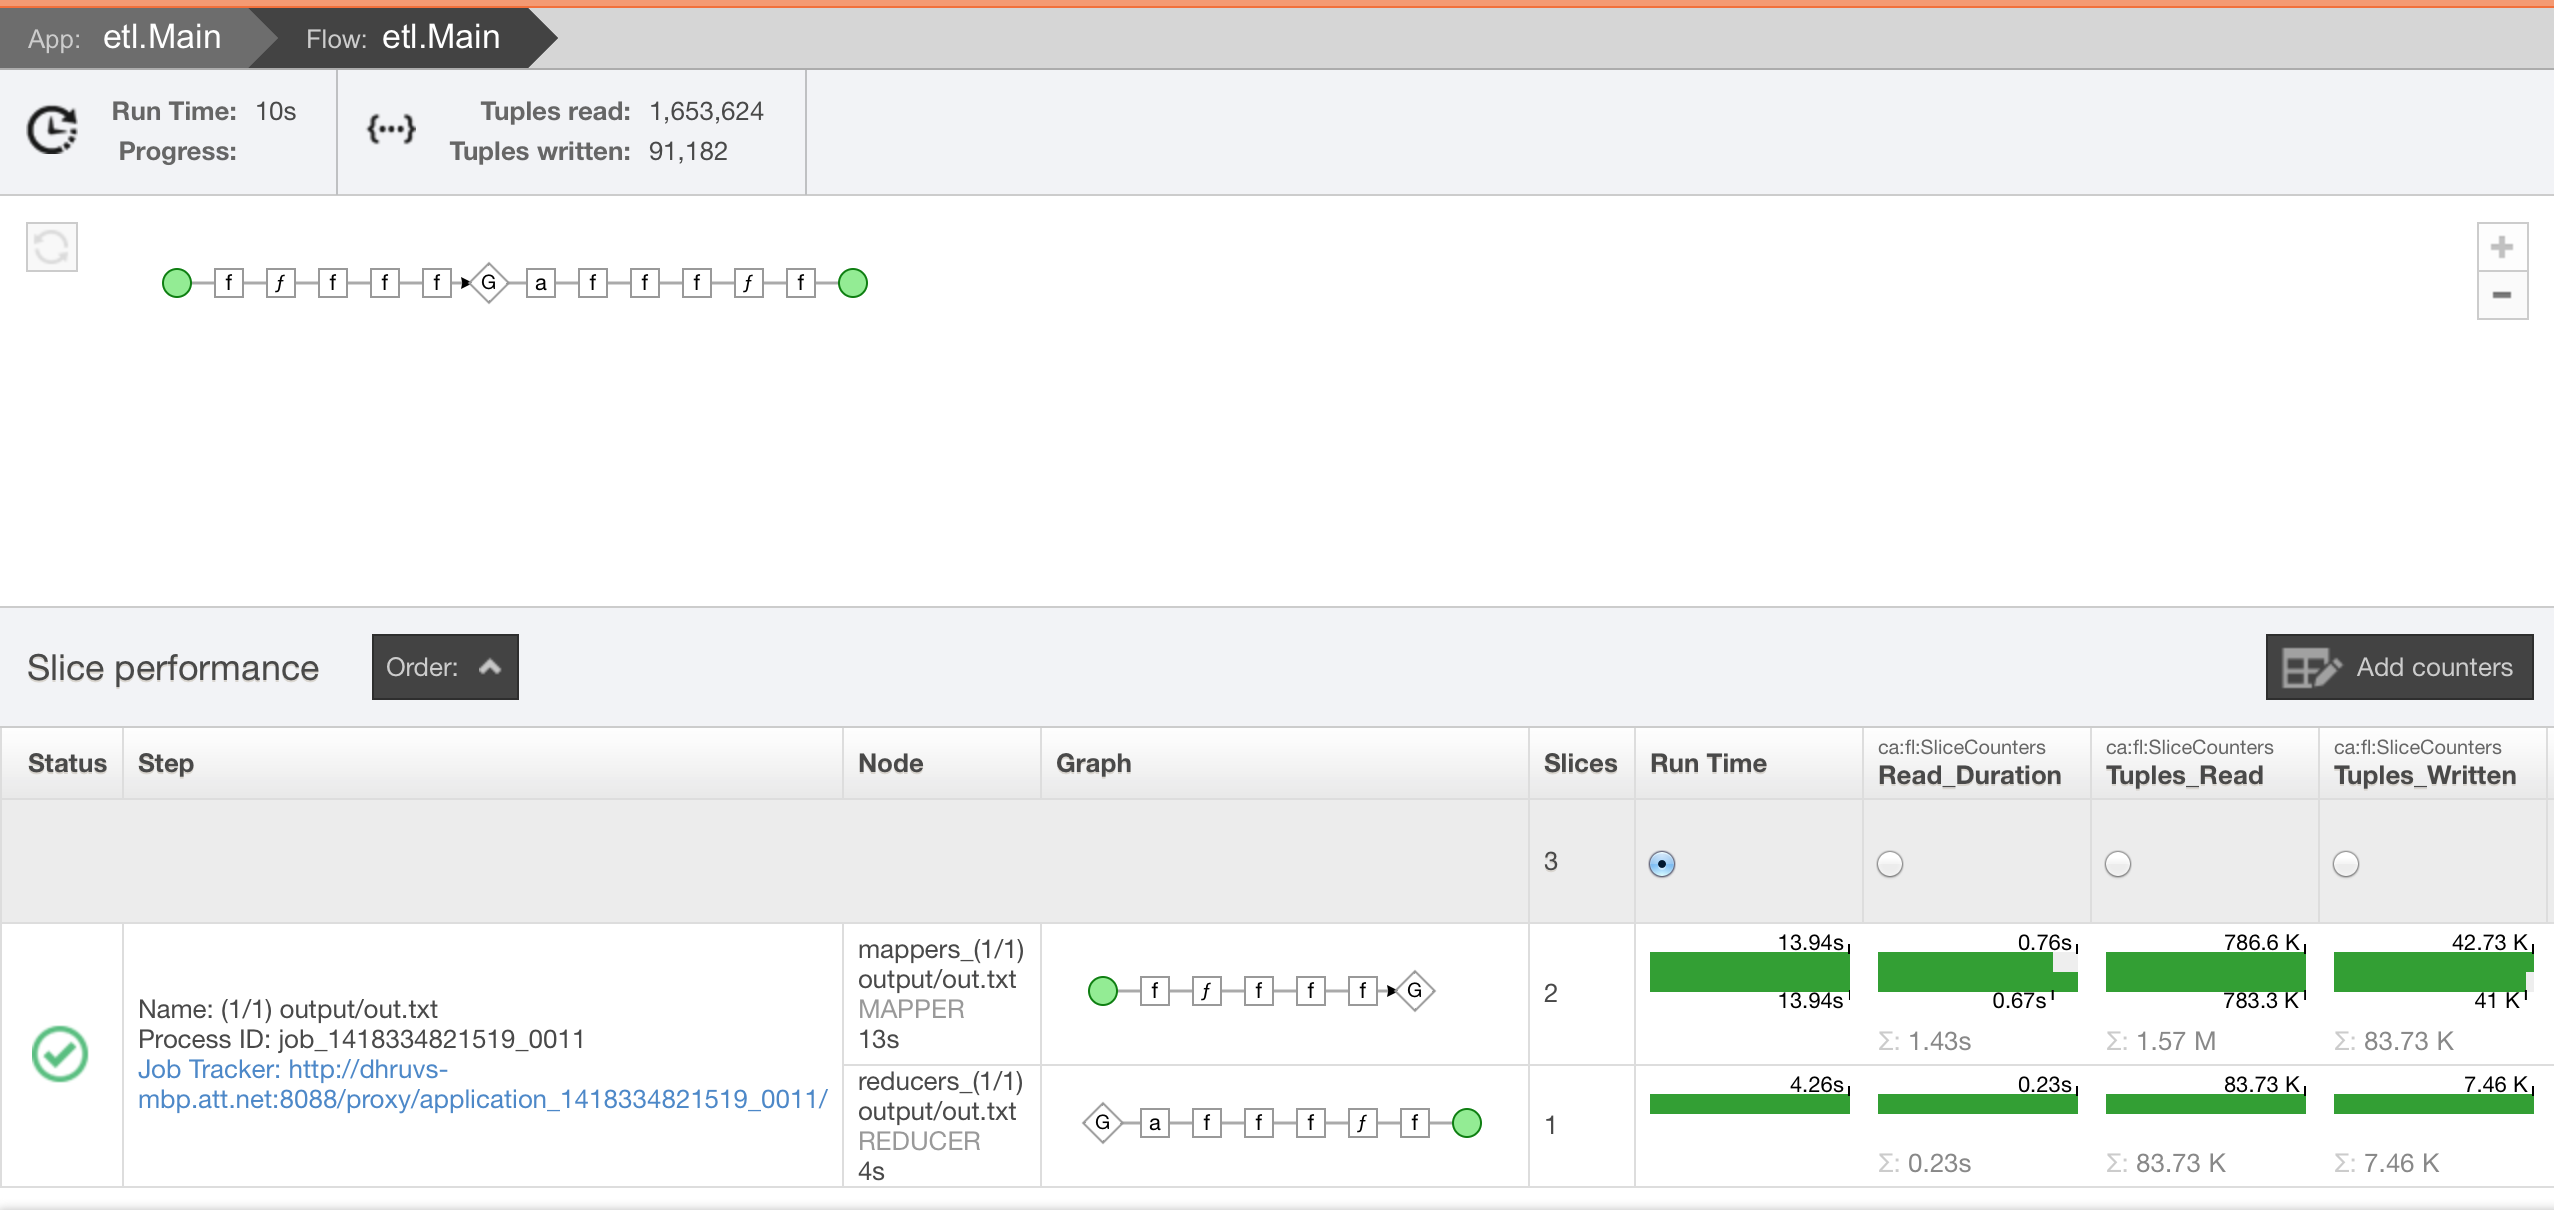 App: etl.Main Flow: etl.Main
Run Time: 10s
Progress:
{···}
Tuples read: 1,653,624
Tuples written: 91,182
f ƒ f f f G a f f f ƒ f
+
−
Slice performance
Order:
Add counters
Status Step Node Graph Slices Run Time
ca:fl:SliceCounters
Read_Duration
ca:fl:SliceCounters
Tuples_Read
ca:fl:SliceCounters
Tuples_Written
3
Name: (1/1) output/out.txt
Process ID: job_1418334821519_0011
Job Tracker: http://dhruvs-
mbp.att.net:8088/proxy/application_1418334821519_0011/
mappers_(1/1)
output/out.txt
MAPPER
13s
f ƒ f f f G
2
13.94s
13.94s
0.76s
0.67s
Σ: 1.43s
786.6 K
783.3 K
Σ: 1.57 M
42.73 K
41 K
Σ: 83.73 K
reducers_(1/1)
output/out.txt
REDUCER
4s
G a f f f ƒ f
1
4.26s
0.23s
Σ: 0.23s
83.73 K
Σ: 83.73 K
7.46 K
Σ: 7.46 K